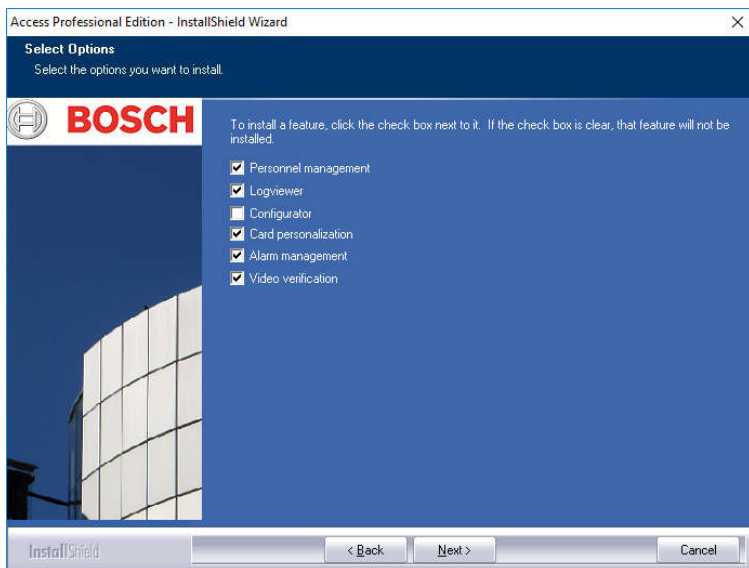 Access Professional Edition - InstallShield Wizard
Select Options
Select the options you want to install.
BOSCH
To install a feature, click the check box next to it. If the check box is clear, that feature will not be
installed.
Personnel management
Logviewer
Configurator
Card personalization
Alarm management
Video verification
InstallShield
< Back
Next >
Cancel